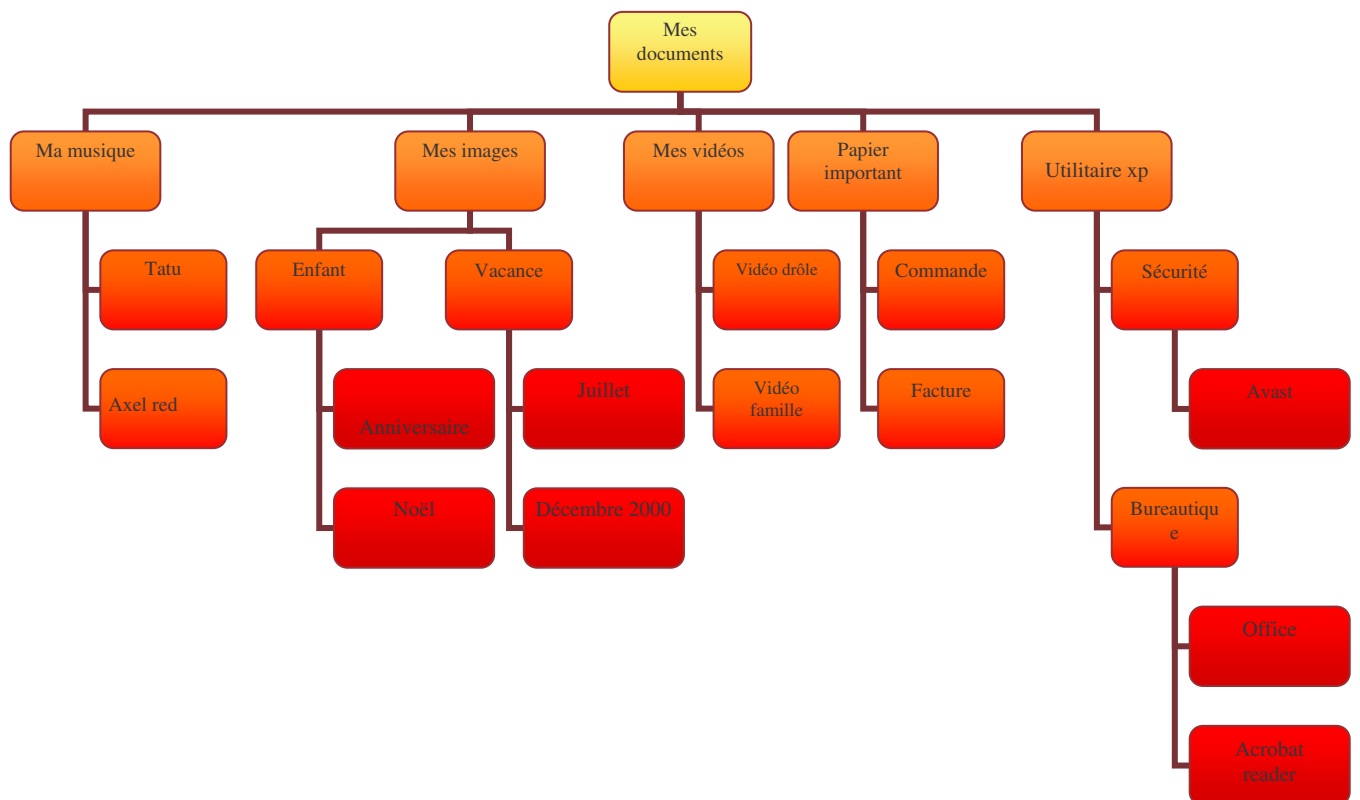 Mes
documents
Ma musique
Mes images
Mes vidéos
Papier
important
Utilitaire xp
Tatu
Enfant
Vacance
Vidéo drôle
Commande
Sécurité
Axel red
Anniversaire
Juillet
Vidéo
famille
Facture
Avast
Noël
Décembre 2000
Bureautiqu
e
Office
Acrobat
reader